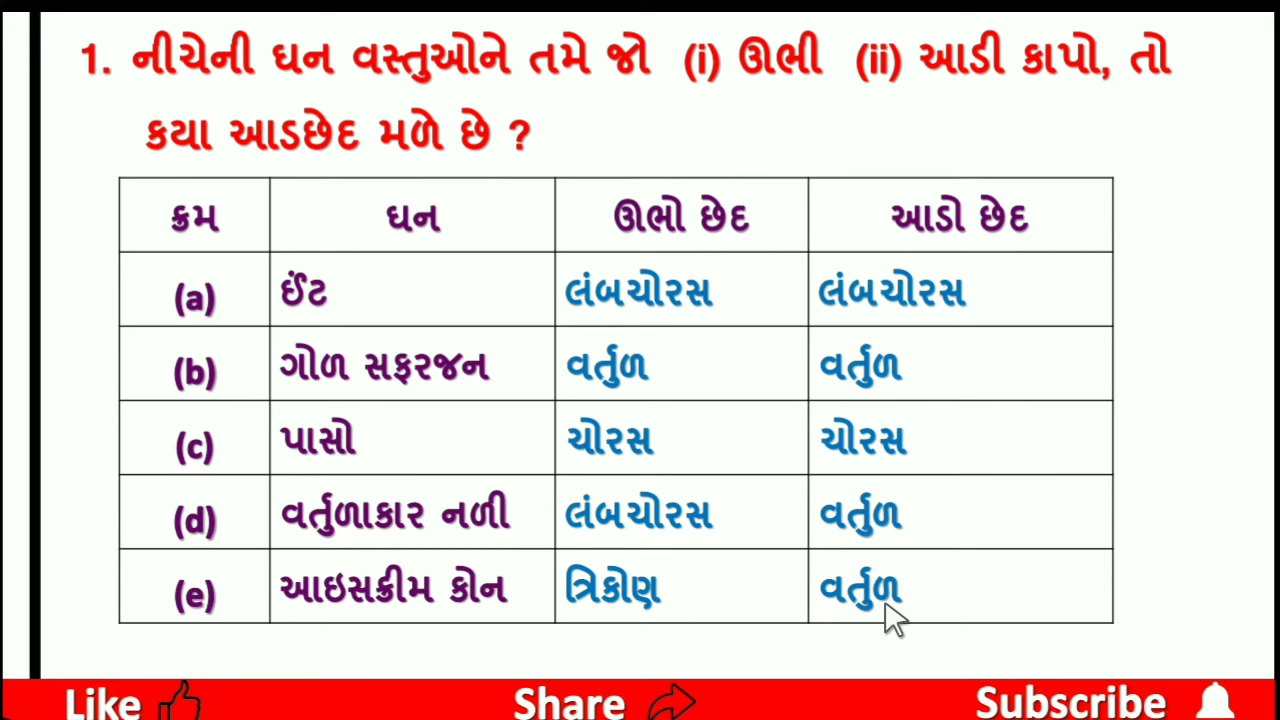 1. નીચેની ઘન વસ્તુઓને તમે જો (i) ઊભી (ii) આડી કાપો, તો
કયા આડછેદ મળે છે ?
ક્રમ ઘન ઊભો છેદ આડો છેદ
(a) ઈંટ લંબચોરસ લંબચોરસ
(b) ગોળ સફરજન વર્તુળ વર્તુળ
(c) પાસો ચોરસ ચોરસ
(d) વર્તુળાકાર નળી લંબચોરસ વર્તુળ
(e) આઇસક્રીમ કોન ત્રિકોણ વર્તુળ
Like Share Subscribe